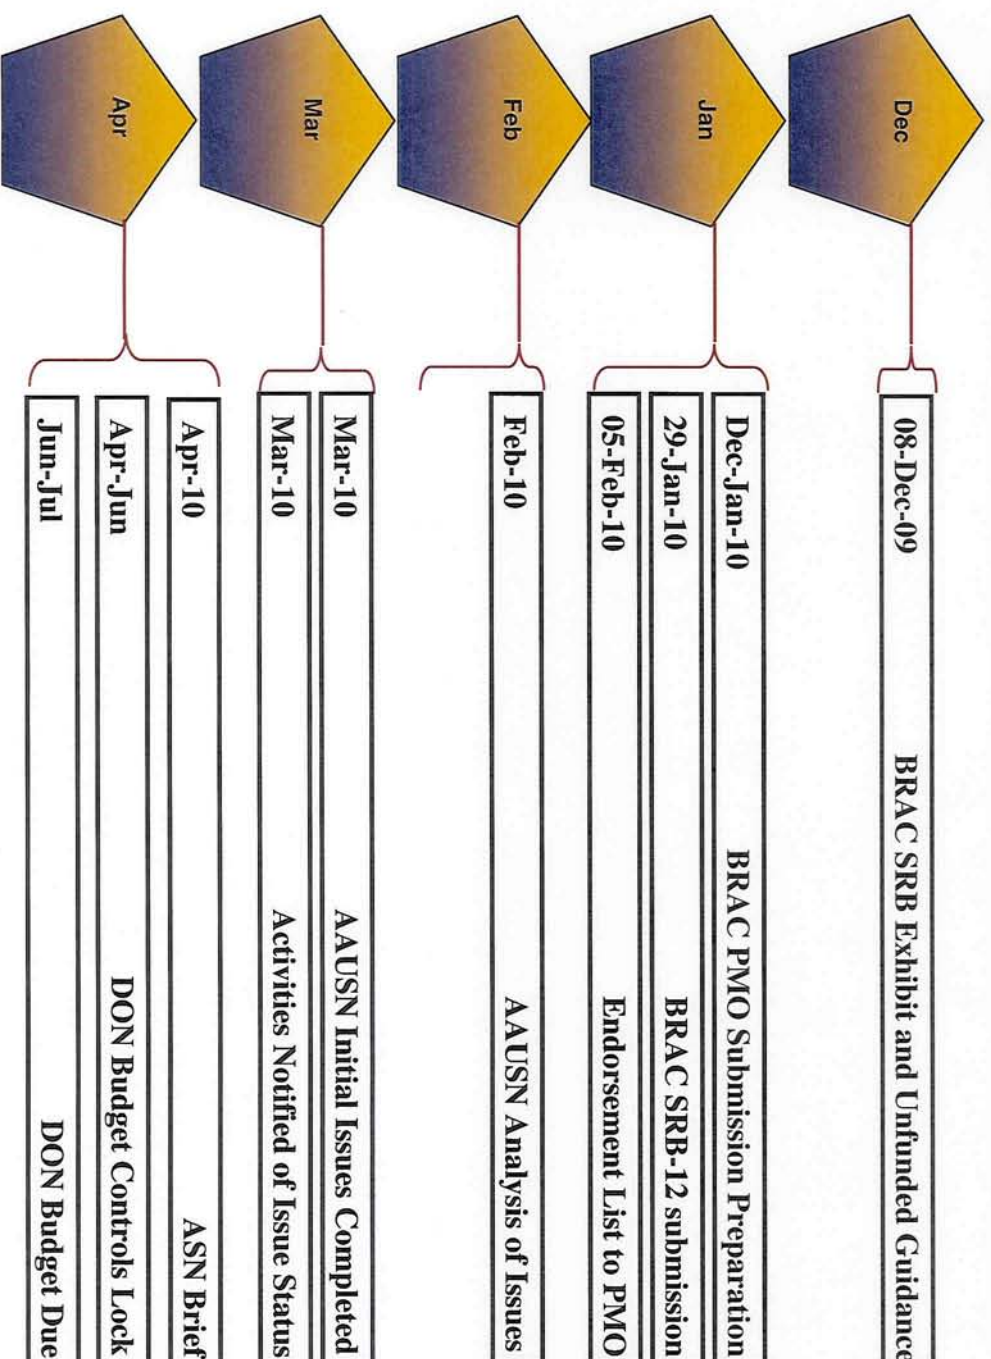 Dec
08-Dec-09 BRAC SRB Exhibit and Unfunded Guidance
Jan
Dec-Jan-10 BRAC PMO Submission Preparation
29-Jan-10 BRAC SRB-12 submission
05-Feb-10 Endorsement List to PMO
Feb
Feb-10 AAUSN Analysis of Issues
Mar
Mar-10 AAUSN Initial Issues Completed
Mar-10 Activities Notified of Issue Status
Apr
Apr-10 ASN Brief
Apr-Jun DON Budget Controls Lock
Jun-Jul DON Budget Due